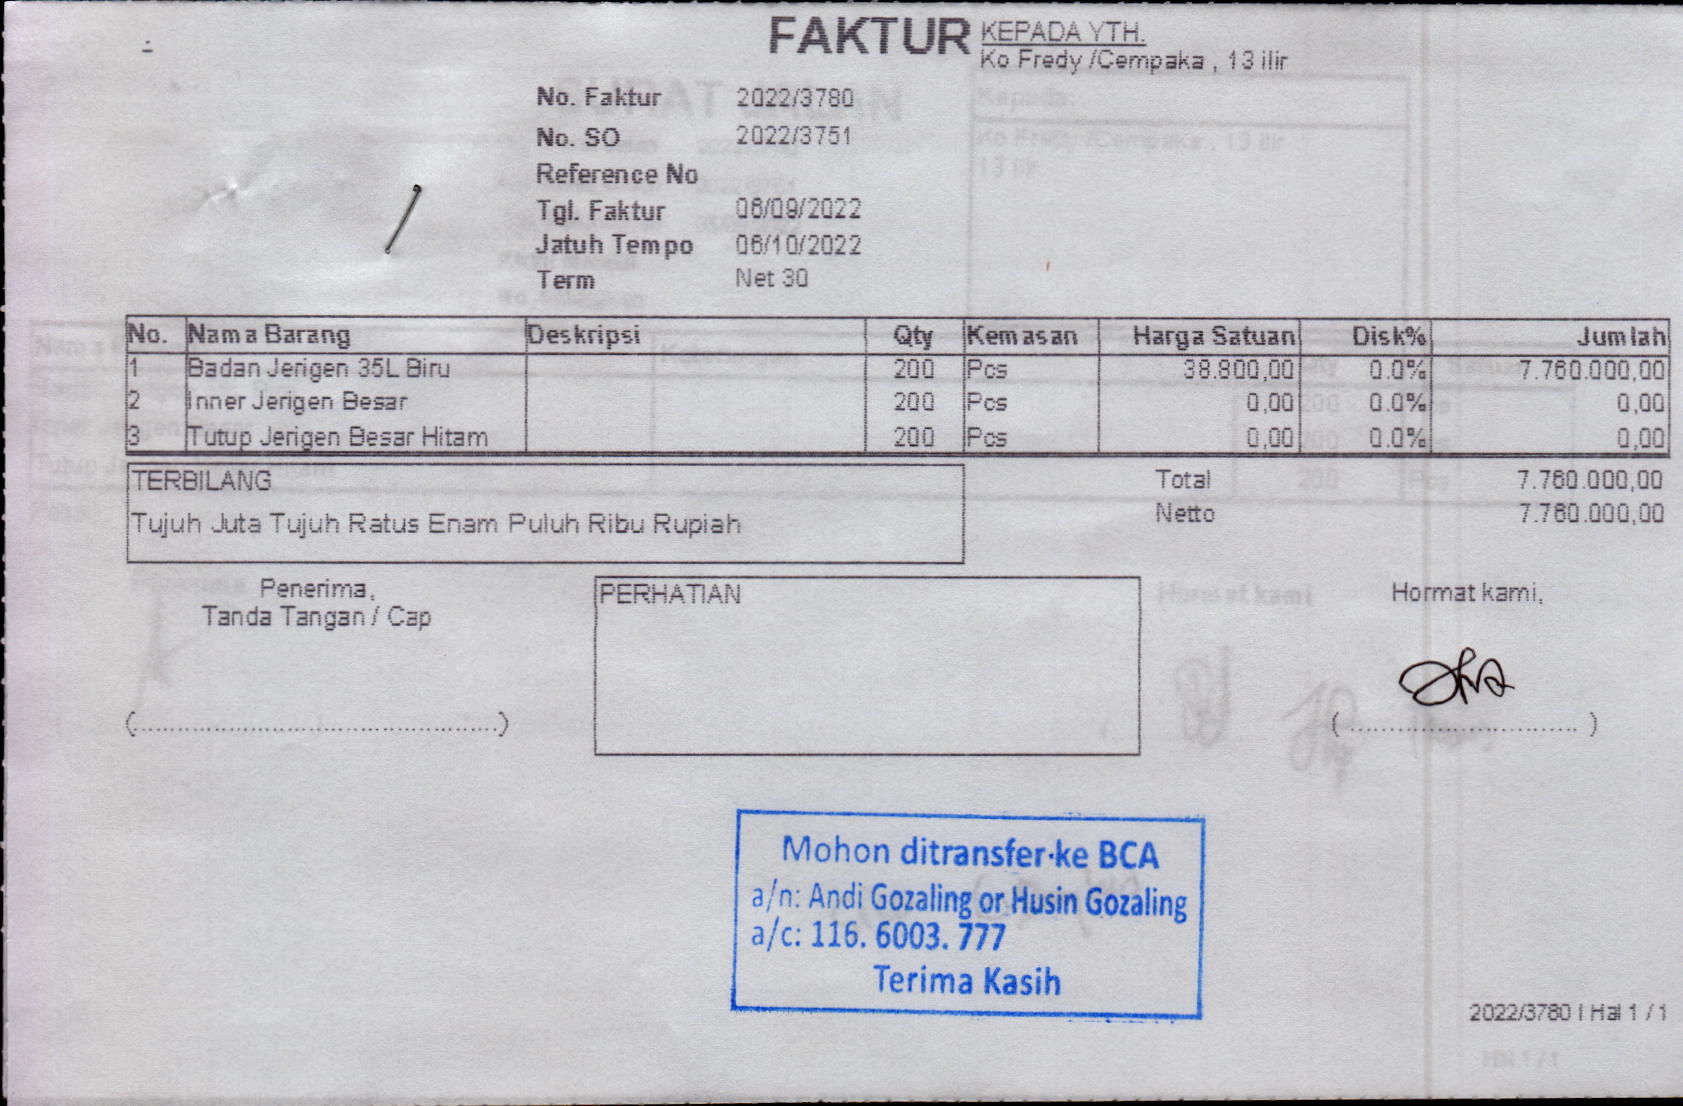 FAKTUR
KEPADA YTH.
Ko Fredy /Cempaka , 13 ilir
No. Faktur 2022/3780
No. SO 2022/3751
Reference No
Tgl. Faktur 06/09/2022
Jatuh Tempo 06/10/2022
Term Net 30
No. Nama Barang Deskripsi Qty Kemasan Harga Satuan Disk% Jumlah
1 Badan Jerigen 35L Biru 200 Pcs 38.800,00 0.0% 7.760.000,00
2 Inner Jerigen Besar 200 Pcs 0,00 0.0% 0,00
3 Tutup Jerigen Besar Hitam 200 Pcs 0,00 0.0% 0,00
TERBILANG
Tujuh Juta Tujuh Ratus Enam Puluh Ribu Rupiah
Total 7.760.000,00
Netto 7.760.000,00
Penerima,
Tanda Tangan / Cap
(......................................................)
PERHATIAN
Hormat kami,
(.................................)
Mohon ditransfer ke BCA
a/n: Andi Gozaling or Husin Gozaling
a/c: 116. 6003. 777
Terima Kasih
2022/3780 | Hal 1 / 1